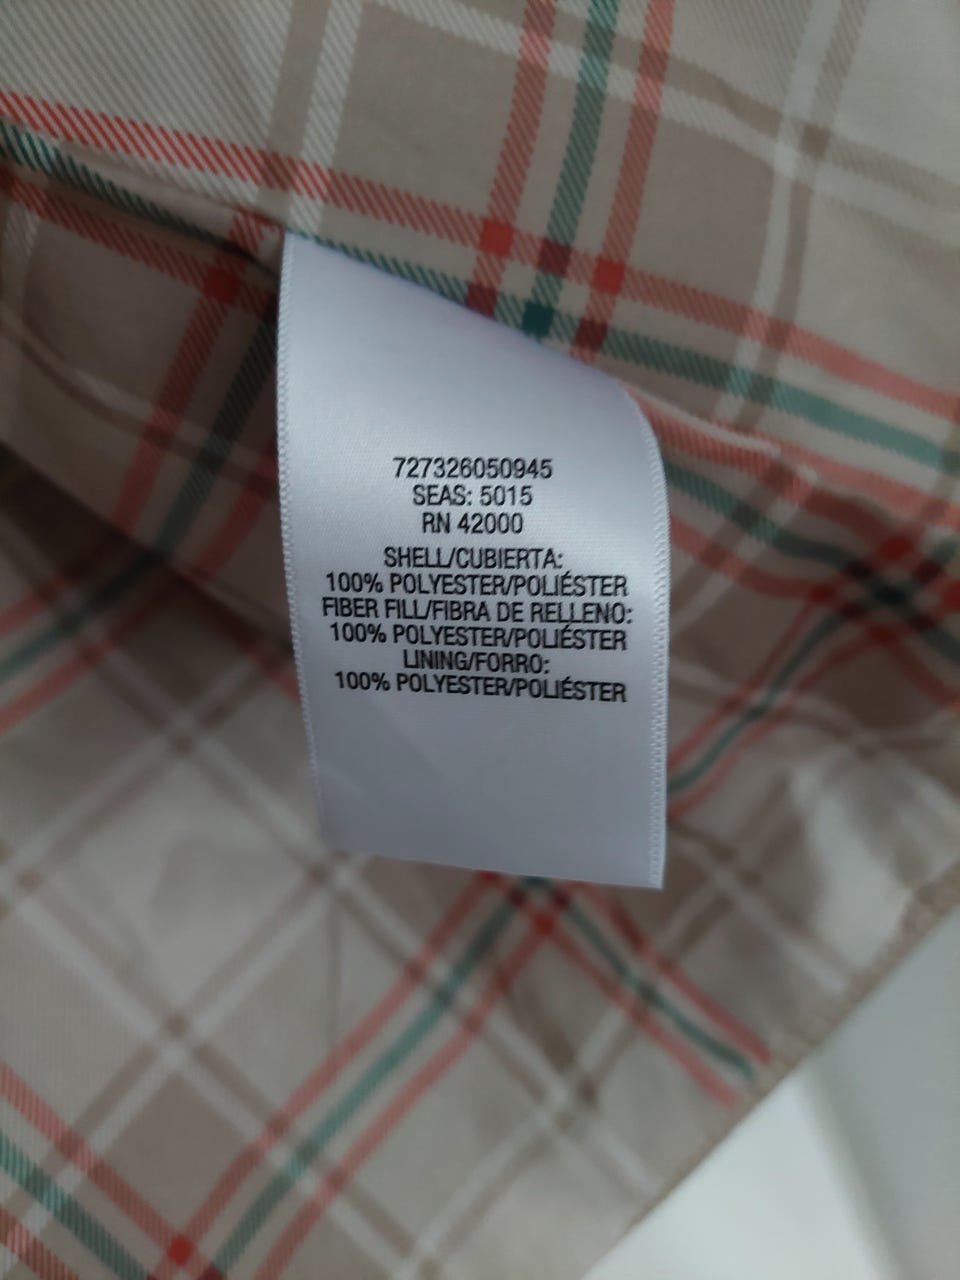 727326050945
SEAS: 5015
RN 42000
SHELL/CUBIERTA:
100% POLYESTER/POLIÉSTER
FIBER FILL/FIBRA DE RELLENO:
100% POLYESTER/POLIÉSTER
LINING/FORRO:
100% POLYESTER/POLIÉSTER